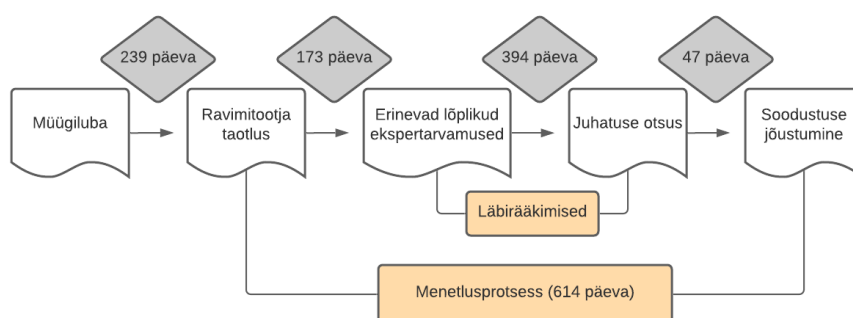 239 päeva
173 päeva
394 päeva
47 päeva
Müügiluba
Ravimitootja
taotlus
Erinevad lõplikud
ekspertarvamused
Juhatuse otsus
Soodustuse
jõustumine
Läbirääkimised
Menetlusprotsess (614 päeva)